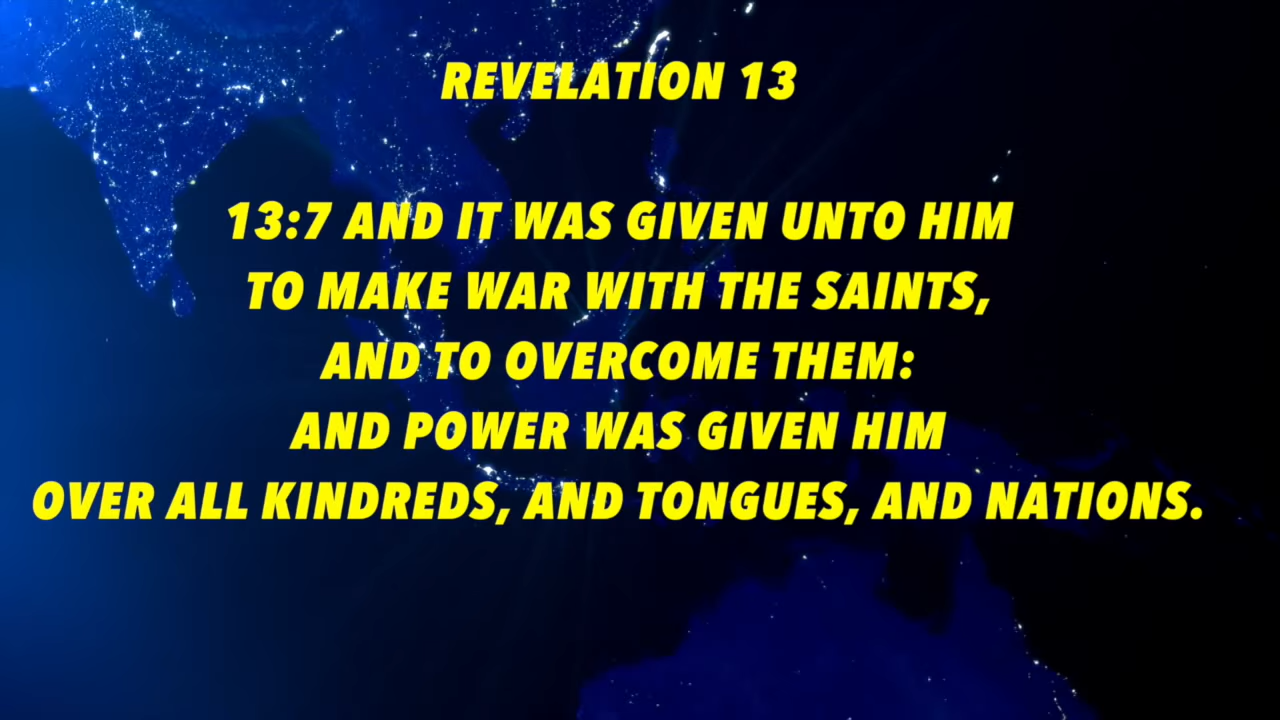 REVELATION 13
13:7 AND IT WAS GIVEN UNTO HIM
TO MAKE WAR WITH THE SAINTS,
AND TO OVERCOME THEM:
AND POWER WAS GIVEN HIM
OVER ALL KINDREDS, AND TONGUES, AND NATIONS.